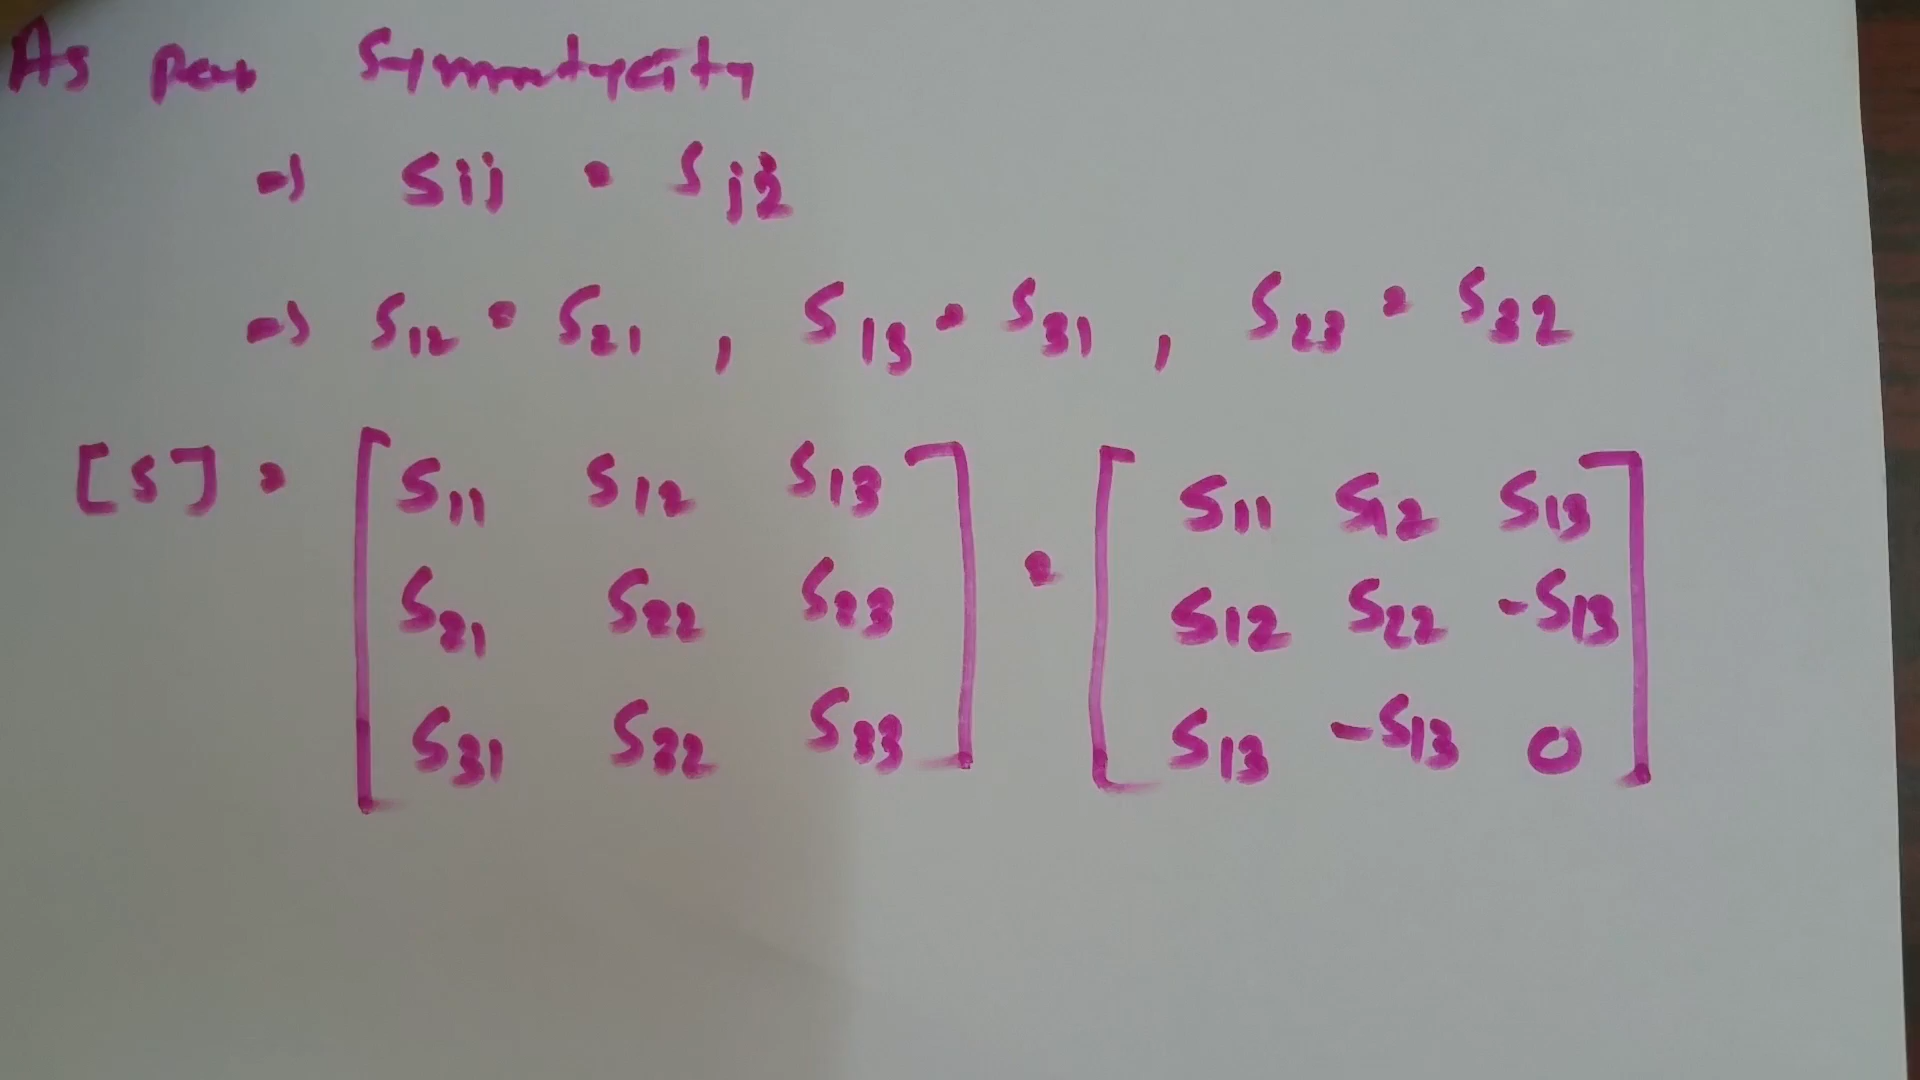 As per Symmtycity
⇒ Sij = Sji
⇒ S12 = S21 , S13 = S31 , S23 = S32
[S] = [ S11 S12 S13 ] = [ S11 S12 S13 ]
S21 S22 S23 S12 S22 -S13
S31 S32 S33 S13 -S13 0